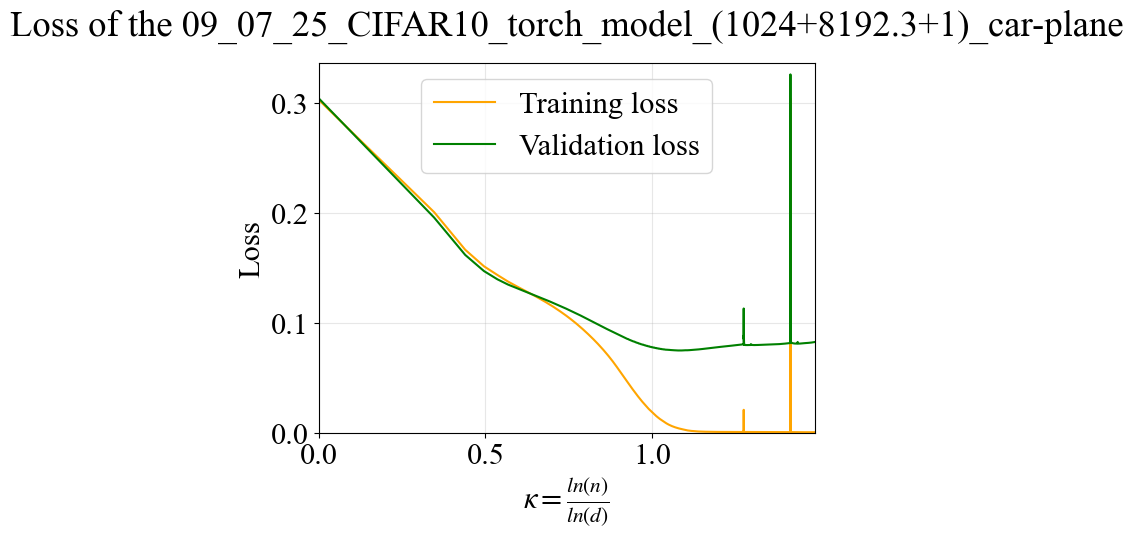 Loss of the 09_07_25_CIFAR10_torch_model_(1024+8192.3+1)_car-plane
Training loss
Validation loss
Loss
0.3
0.2
0.1
0.0
0.0 0.5 1.0
κ = ln(n)/ln(d)